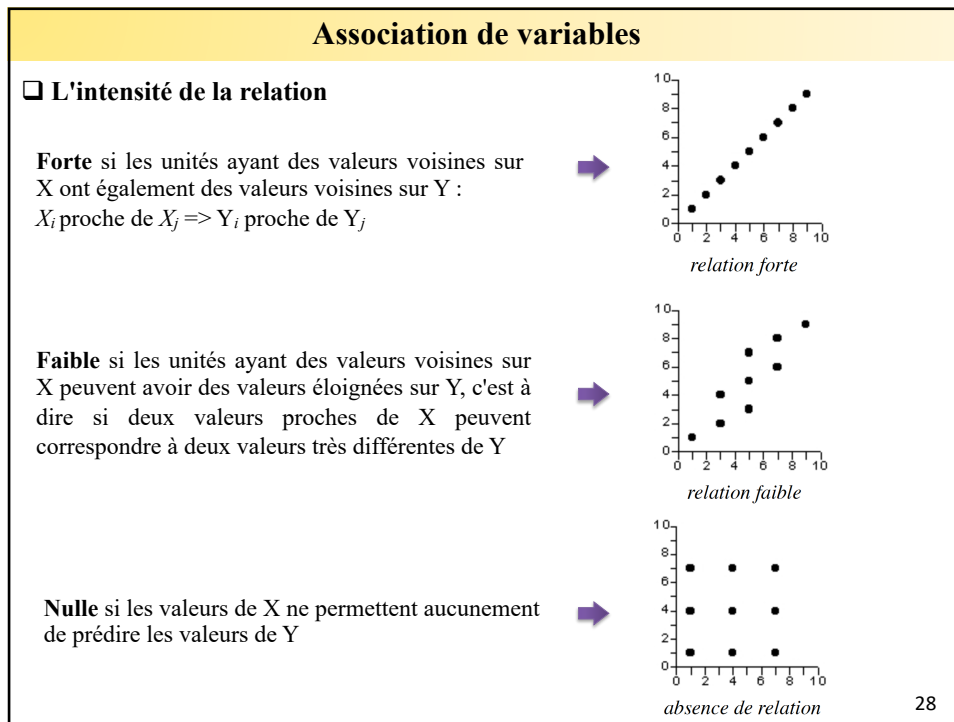 Association de variables
❑ L'intensité de la relation
Forte si les unités ayant des valeurs voisines sur
X ont également des valeurs voisines sur Y :
Xi proche de Xj => Yi proche de Yj
10
8
6
4
2
0
0 2 4 6 8 10
relation forte
Faible si les unités ayant des valeurs voisines sur
X peuvent avoir des valeurs éloignées sur Y, c'est à
dire si deux valeurs proches de X peuvent
correspondre à deux valeurs très différentes de Y
10
8
6
4
2
0
0 2 4 6 8 10
relation faible
Nulle si les valeurs de X ne permettent aucunement
de prédire les valeurs de Y
10
8
6
4
2
0
0 2 4 6 8 10
absence de relation
28